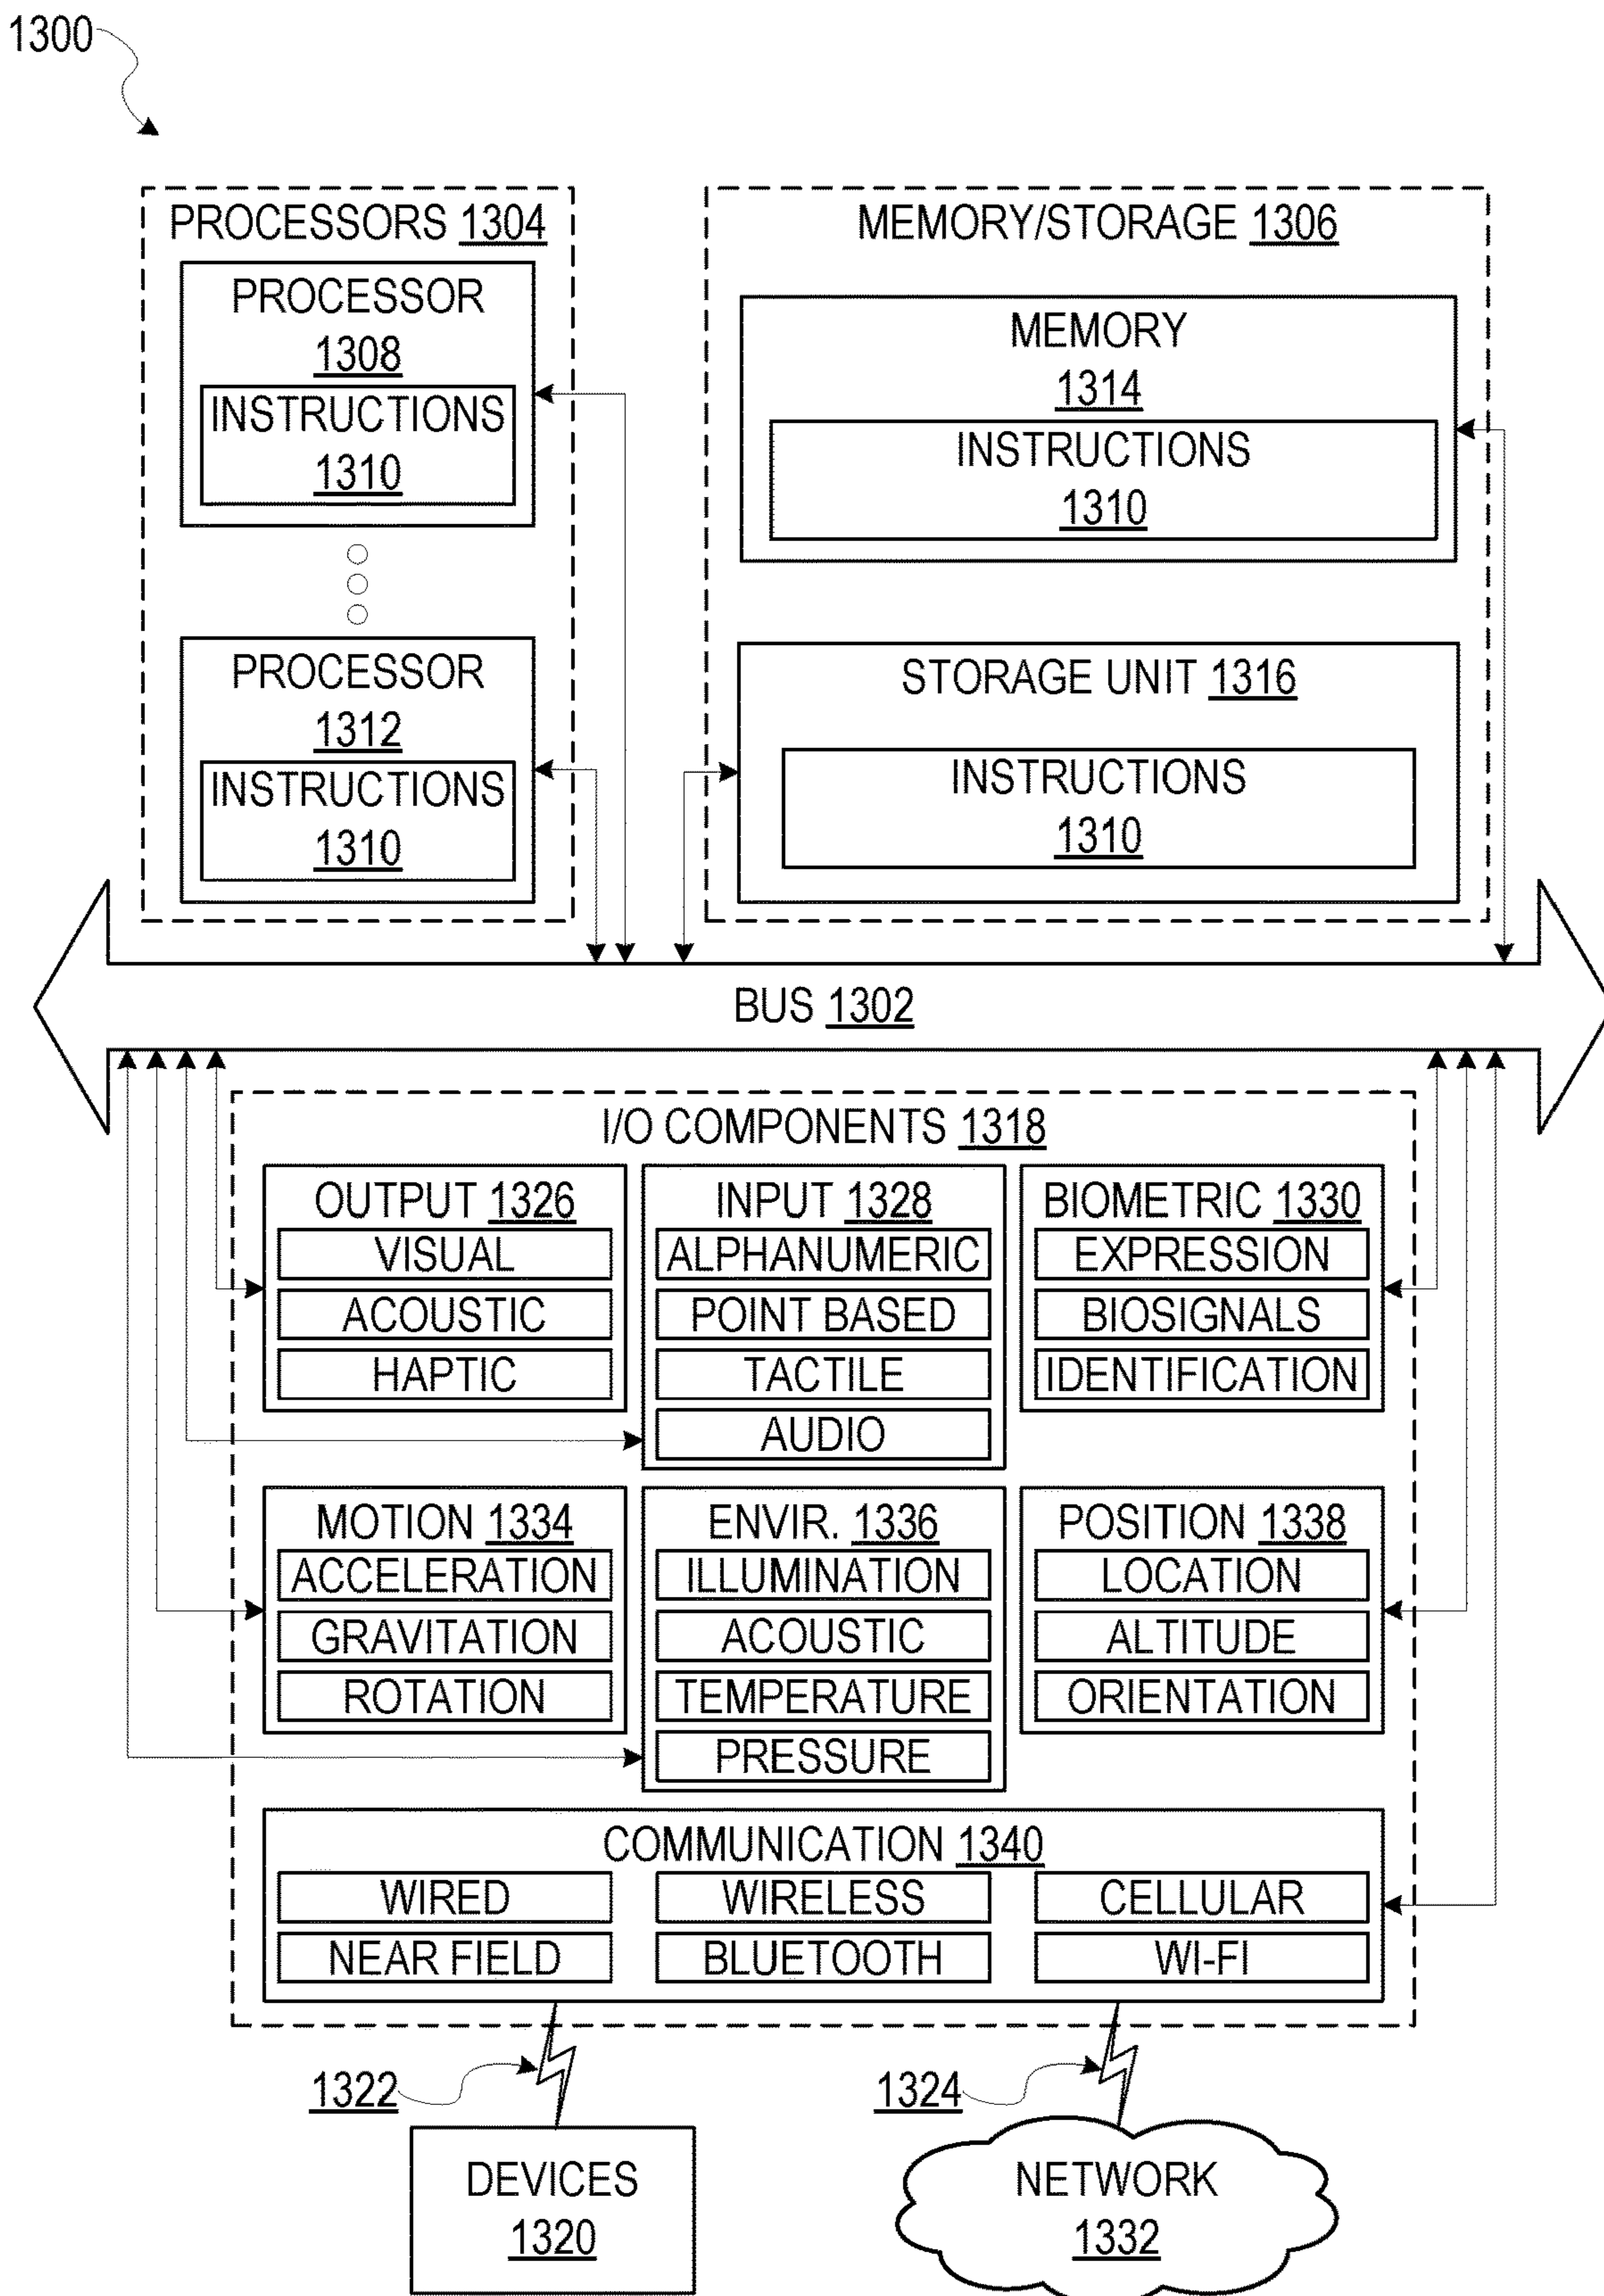 1300
PROCESSORS 1304
PROCESSOR
1308
INSTRUCTIONS
1310
PROCESSOR
1312
INSTRUCTIONS
1310
MEMORY/STORAGE 1306
MEMORY
1314
INSTRUCTIONS
1310
STORAGE UNIT 1316
INSTRUCTIONS
1310
BUS 1302
I/O COMPONENTS 1318
OUTPUT 1326
VISUAL
ACOUSTIC
HAPTIC
INPUT 1328
ALPHANUMERIC
POINT BASED
TACTILE
AUDIO
BIOMETRIC 1330
EXPRESSION
BIOSIGNALS
IDENTIFICATION
MOTION 1334
ACCELERATION
GRAVITATION
ROTATION
ENVIR. 1336
ILLUMINATION
ACOUSTIC
TEMPERATURE
PRESSURE
POSITION 1338
LOCATION
ALTITUDE
ORIENTATION
COMMUNICATION 1340
WIRED
WIRELESS
CELLULAR
NEAR FIELD
BLUETOOTH
WI-FI
1322
1324
DEVICES
1320
NETWORK
1332